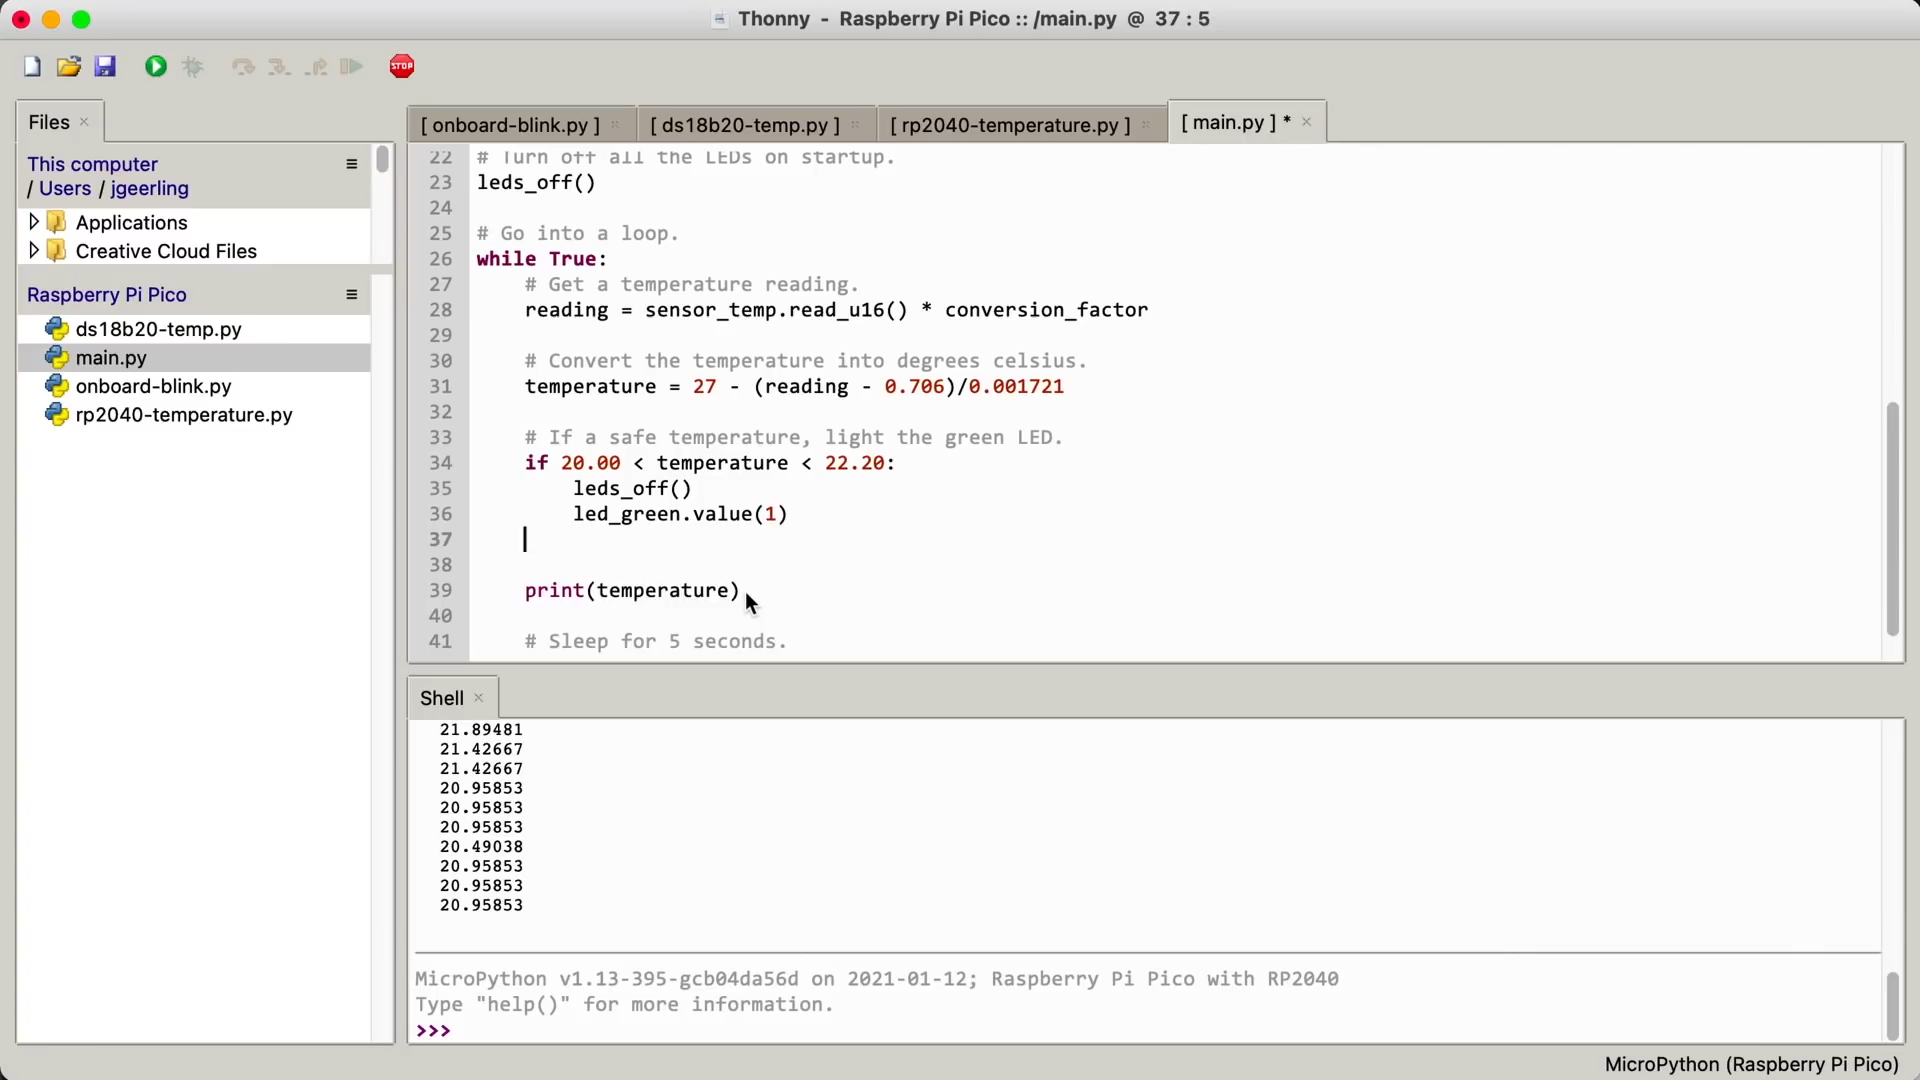 Thonny - Raspberry Pi Pico :: /main.py @ 37 : 5
STOP
Files
This computer
/ Users / jgeerling
Applications
Creative Cloud Files
Raspberry Pi Pico
ds18b20-temp.py
main.py
onboard-blink.py
rp2040-temperature.py
[ onboard-blink.py ]
[ ds18b20-temp.py ]
[ rp2040-temperature.py ]
[ main.py ] *
22 # Turn off all the LEDs on startup.
23 leds_off()
24
25 # Go into a loop.
26 while True:
27 # Get a temperature reading.
28 reading = sensor_temp.read_u16() * conversion_factor
29
30 # Convert the temperature into degrees celsius.
31 temperature = 27 - (reading - 0.706)/0.001721
32
33 # If a safe temperature, light the green LED.
34 if 20.00 < temperature < 22.20:
35 leds_off()
36 led_green.value(1)
37
38
39 print(temperature)
40
41 # Sleep for 5 seconds.
Shell
21.89481
21.42667
21.42667
20.95853
20.95853
20.95853
20.49038
20.95853
20.95853
20.95853
MicroPython v1.13-395-gcb04da56d on 2021-01-12; Raspberry Pi Pico with RP2040
Type "help()" for more information.
>>>
MicroPython (Raspberry Pi Pico)